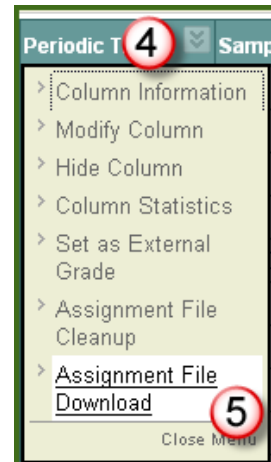 Periodic T 4 Samp
> Column Information
> Modify Column
> Hide Column
> Column Statistics
> Set as External
Grade
> Assignment File
Cleanup
> Assignment File
Download
5
Close Menu